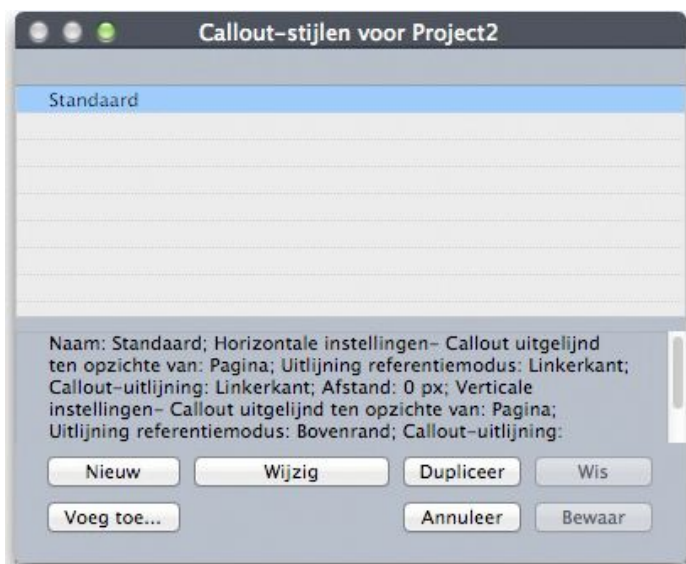 Callout-stijlen voor Project2
Standaard
Naam: Standaard; Horizontale instellingen- Callout uitgelijnd
ten opzichte van: Pagina; Uitlijning referentiemodus: Linkerkant;
Callout-uitlijning: Linkerkant; Afstand: 0 px; Verticale
instellingen- Callout uitgelijnd ten opzichte van: Pagina;
Uitlijning referentiemodus: Bovenrand; Callout-uitlijning:
Nieuw Wijzig Dupliceer Wis
Voeg toe... Annuleer Bewaar